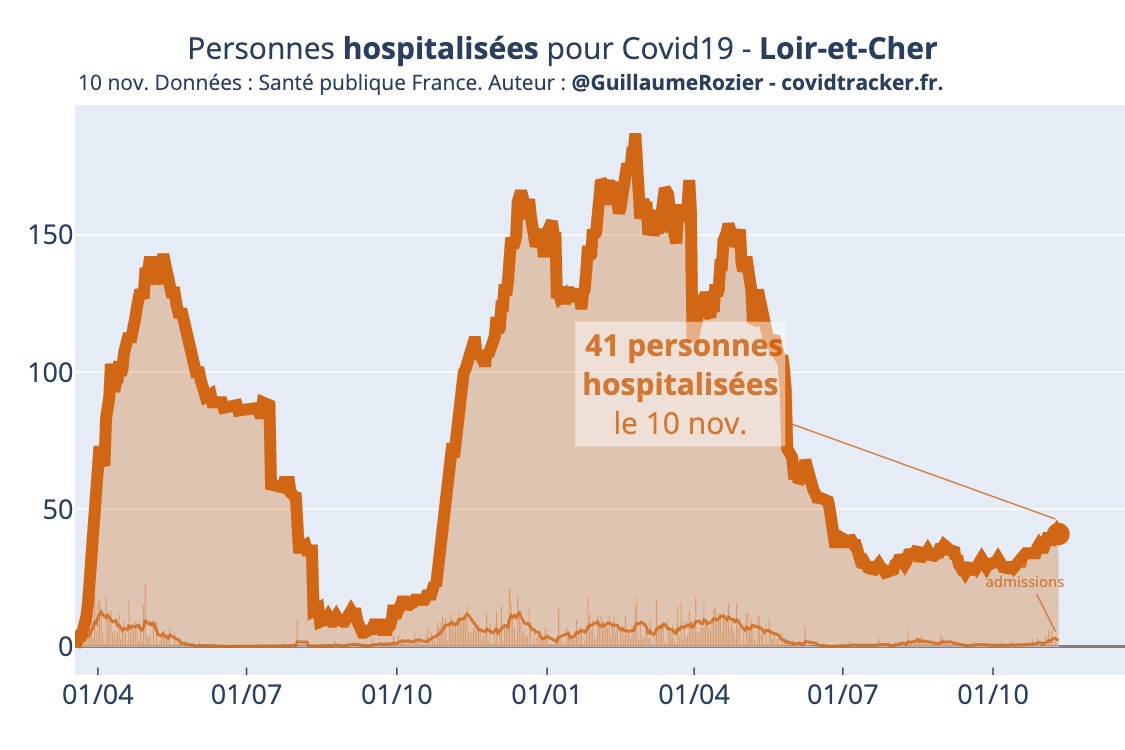 Personnes hospitalisées pour Covid19 - Loir-et-Cher
10 nov. Données : Santé publique France. Auteur : @GuillaumeRozier - covidtracker.fr.
150
100
50
0
41 personnes
hospitalisées
le 10 nov.
admissions
01/04 01/07 01/10 01/01 01/04 01/07 01/10